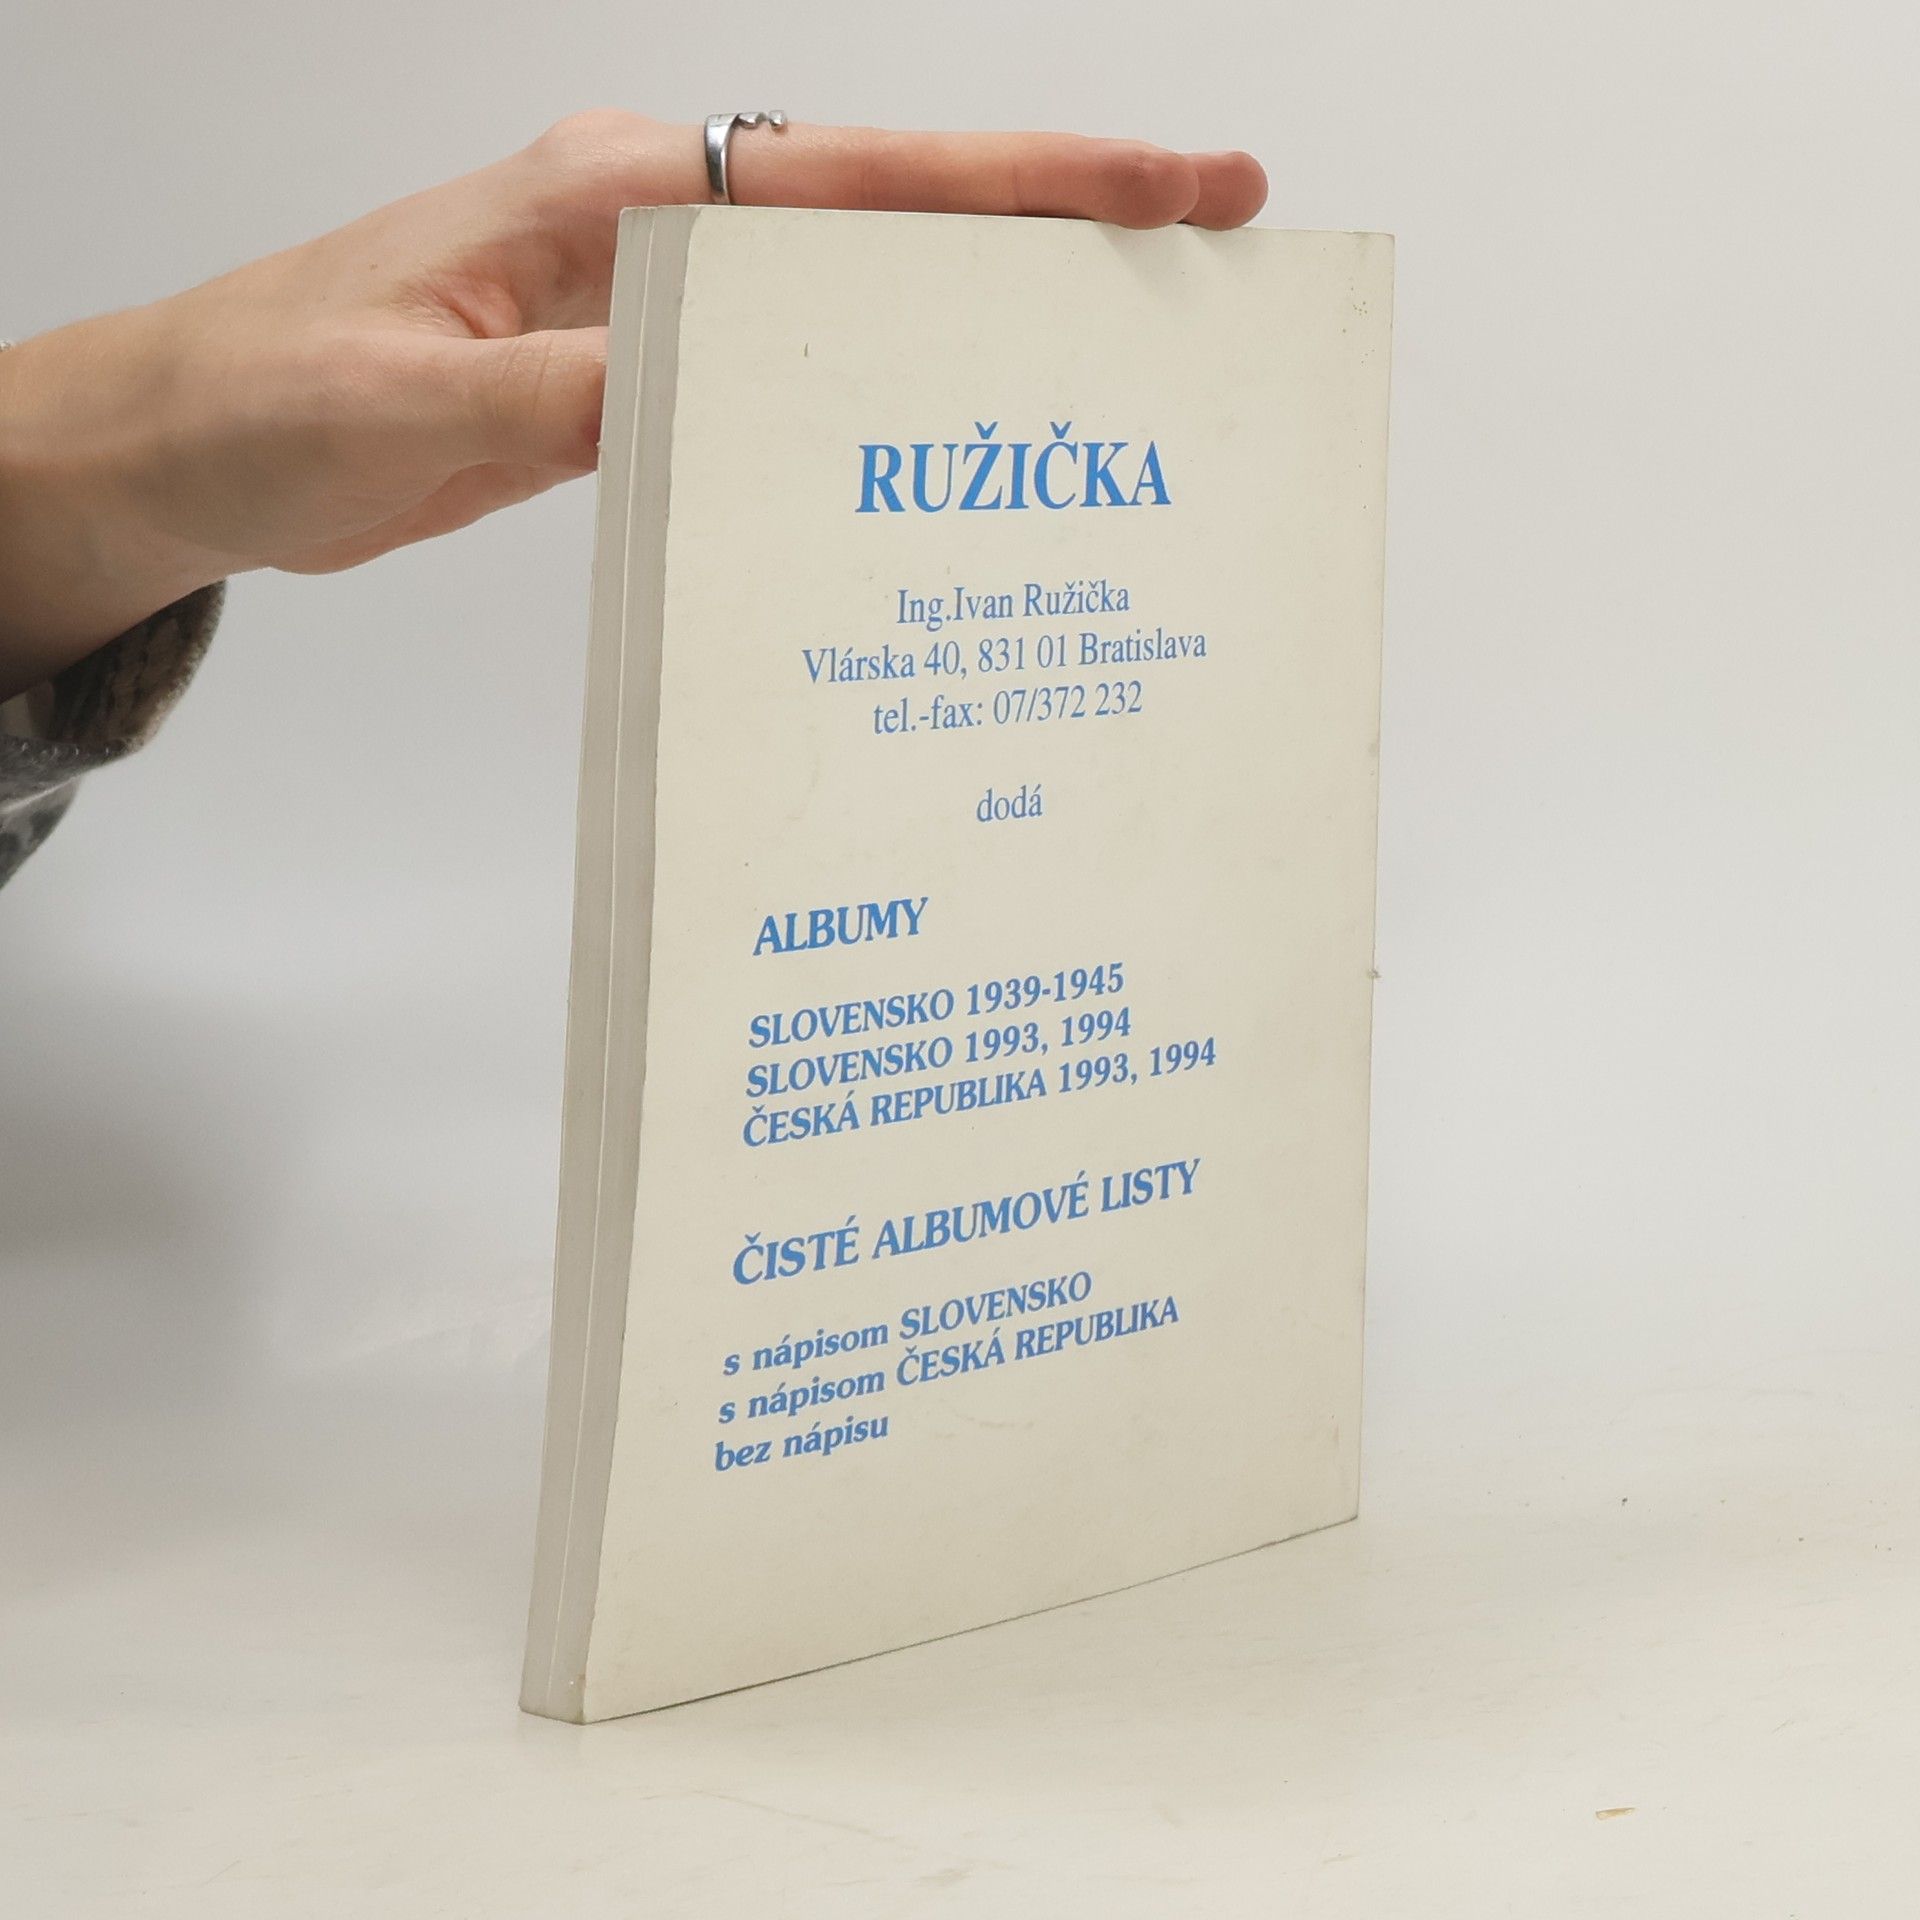 RUŽIČKA
Ing.Ivan Ružička
Vlárska 40, 831 01 Bratislava
tel.-fax: 07/372 232
dodá
ALBUMY
SLOVENSKO 1939-1945
SLOVENSKO 1993, 1994
ČESKÁ REPUBLIKA 1993, 1994
ČISTÉ ALBUMOVÉ LISTY
s nápisom SLOVENSKO
s nápisom ČESKÁ REPUBLIKA
bez nápisu